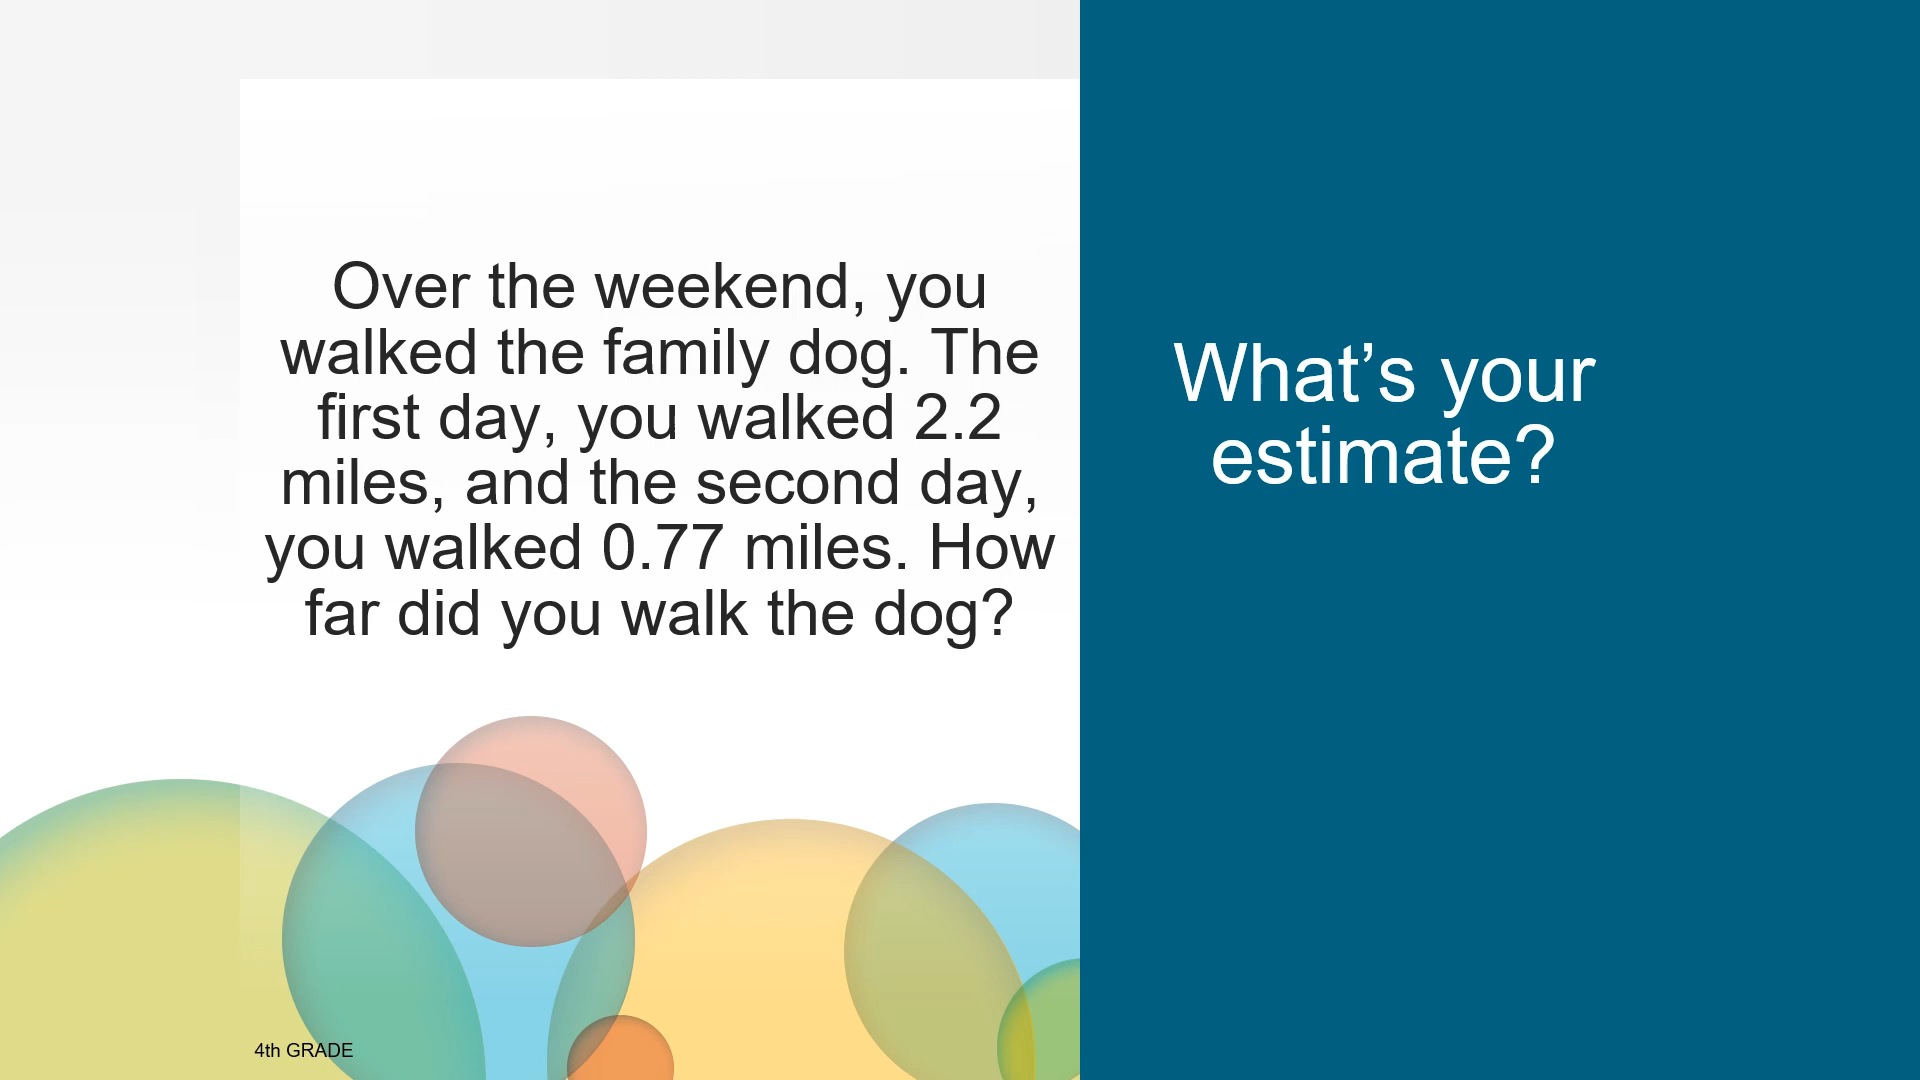 Over the weekend, you
walked the family dog. The
first day, you walked 2.2
miles, and the second day,
you walked 0.77 miles. How
far did you walk the dog?
What’s your
estimate?
4th GRADE